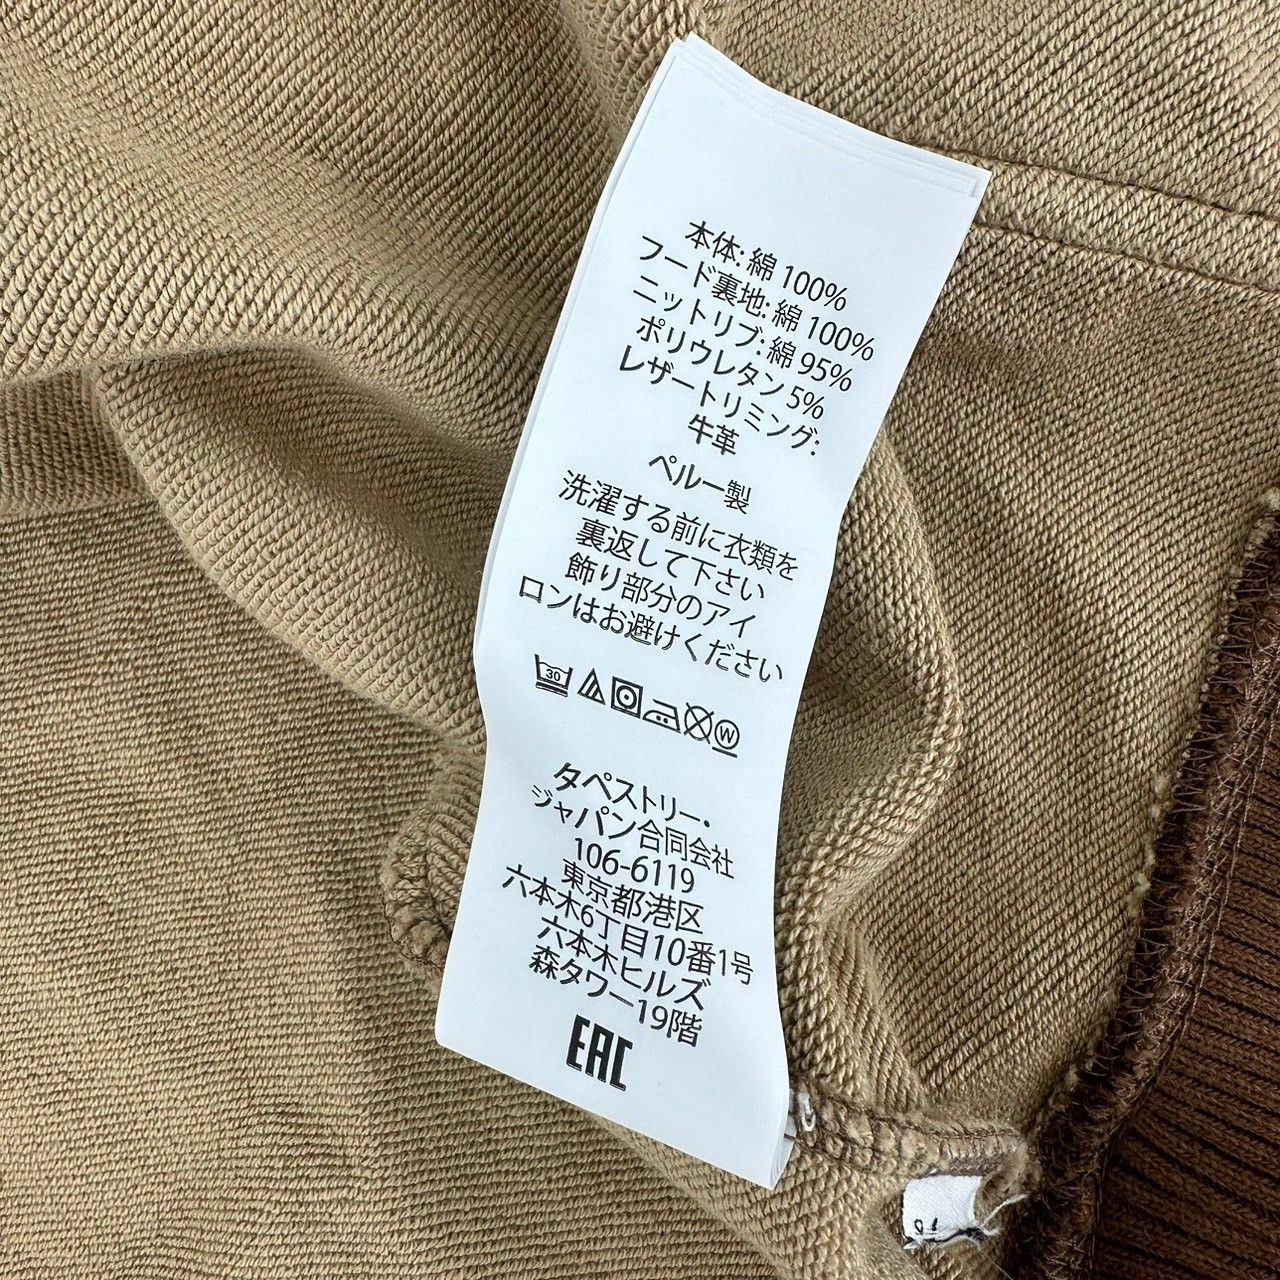 本体: 綿 100%
フード裏地: 綿 100%
ニットリブ: 綿 95%
ポリウレタン 5%
レザートリミング:
牛革
ペルー製
洗濯する前に衣類を
裏返して下さい
飾り部分のアイ
ロンはお避けください
30 W
タペストリー・
ジャパン合同会社
106-6119
東京都港区
六本木6丁目10番1号
六本木ヒルズ
森タワー19階
EAC